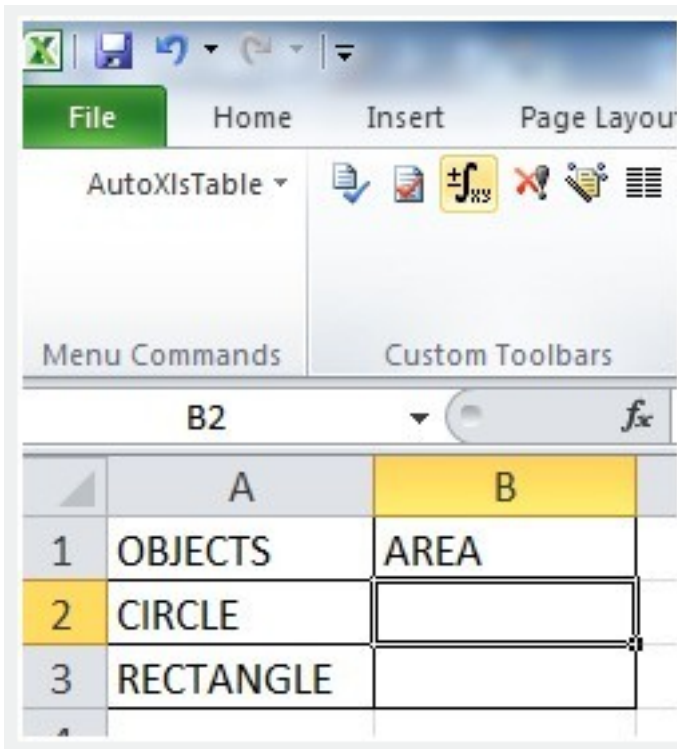 File Home Insert Page Layou
AutoXlsTable
Menu Commands Custom Toolbars
B2 fx
A B
1 OBJECTS AREA
2 CIRCLE
3 RECTANGLE